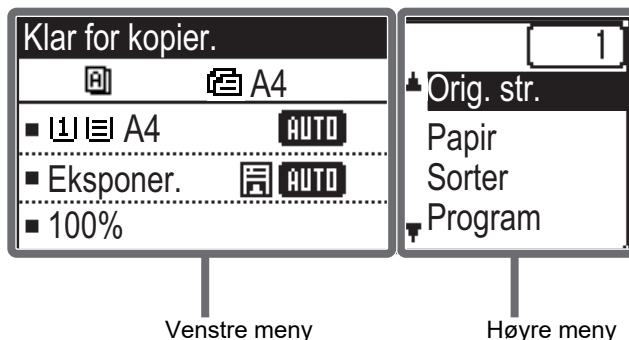 Klar for kopier.
A A4
1 A4 AUTO
Eksponer. AUTO
100%
1
Orig. str.
Papir
Sorter
Program
Venstre meny
Høyre meny